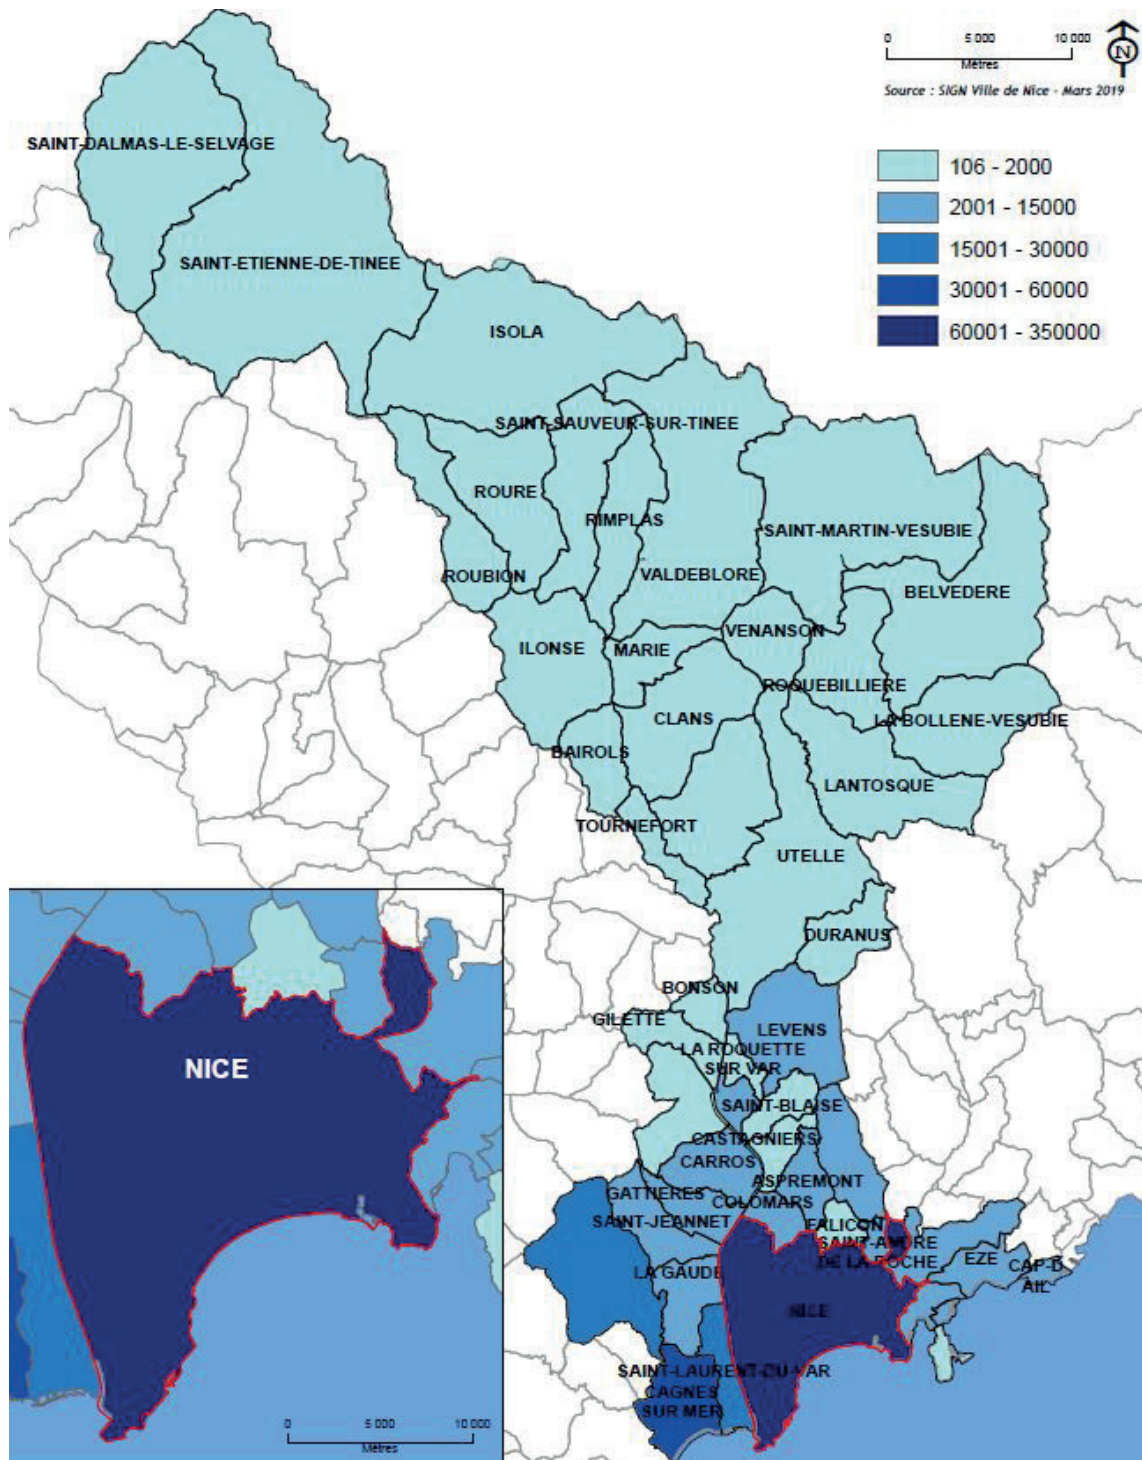 0 5 000 10 000
Mètres
N
Source : SIGN Ville de Nice - Mars 2019
106 - 2000
2001 - 15000
15001 - 30000
30001 - 60000
60001 - 350000
SAINT-DALMAS-LE-SELVAGE
SAINT-ETIENNE-DE-TINEE
ISOLA
SAINT-SAUVEUR-SUR-TINEE
ROURE
RIMPLAS
SAINT-MARTIN-VESUBIE
ROUBION
VALDEBLORE
BELVEDERE
VENANSON
ILONSE
MARIE
ROQUEBILLIERE
CLANS
LA BOLLENE-VESUBIE
BAIROLS
LANTOSQUE
TOURNEFORT
UTELLE
DURANUS
BONSON
GILETTE
LEVENS
LA ROQUETTE
SUR VAR
SAINT-BLAISE
CASTAGNIERS
CARROS
ASPREMONT
GATTIERES
COLOMARS
SAINT-JEANNET
FALICON
SAINT-ANDRE
DE LA ROCHE
EZE
CAP-D
AIL
LA GAUDE
NICE
SAINT-LAURENT-DU-VAR
CAGNES
SUR MER
NICE
0 5 000 10 000
Mètres